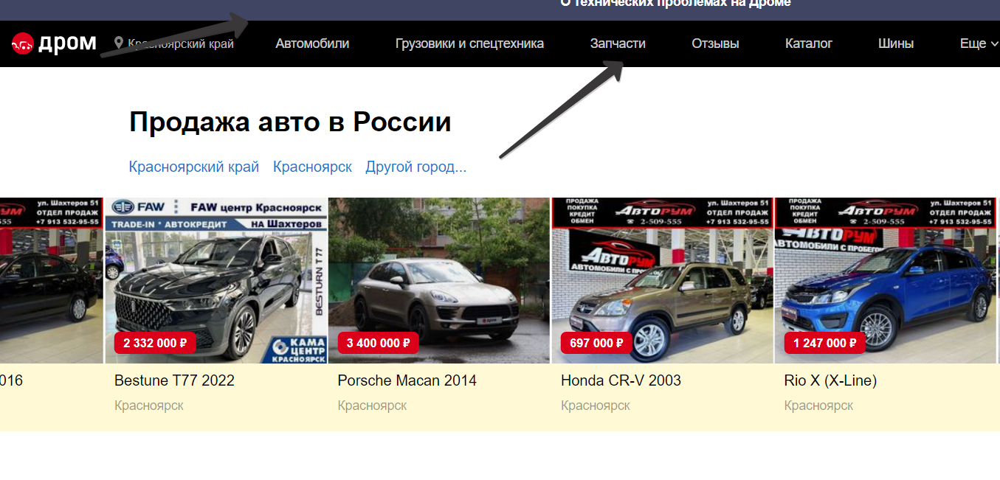 О технических проблемах на Дроме
дром Красноярский край Автомобили Грузовики и спецтехника Запчасти Отзывы Каталог Шины Еще
Продажа авто в России
Красноярский край Красноярск Другой город...
ул. Шахтеров 51
ОТДЕЛ ПРОДАЖ
+7 913 532-95-55
FAW FAW центр Красноярск
TRADE-IN * АВТОКРЕДИТ на Шахтеров
BESTURN T77
КАМА
ЦЕНТР
КРАСНОЯРСК
2 332 000 ₽
3 400 000 ₽
ПРОДАЖА
ПОКУПКА
КРЕДИТ
ОБМЕН
АВТОРУМ
☎ 2-509-555
ул. Шахтеров 51
ОТДЕЛ ПРОДАЖ
+7 913 532-95-55
АВТОРУМ
АВТОМОБИЛИ С
697 000 ₽
ПРОДАЖА
ПОКУПКА
КРЕДИТ
ОБМЕН
АВТОРУМ
☎ 2-509-555
ул. Шахтеров 51
ОТДЕЛ ПРОДАЖ
+7 913 532-95-55
АВТОРУМ
АВТОМОБИЛИ С ПРОБЕГОМ
1 247 000 ₽
016
Bestune T77 2022
Porsche Macan 2014
Honda CR-V 2003
Rio X (X-Line)
Красноярск
Красноярск
Красноярск
Красноярск